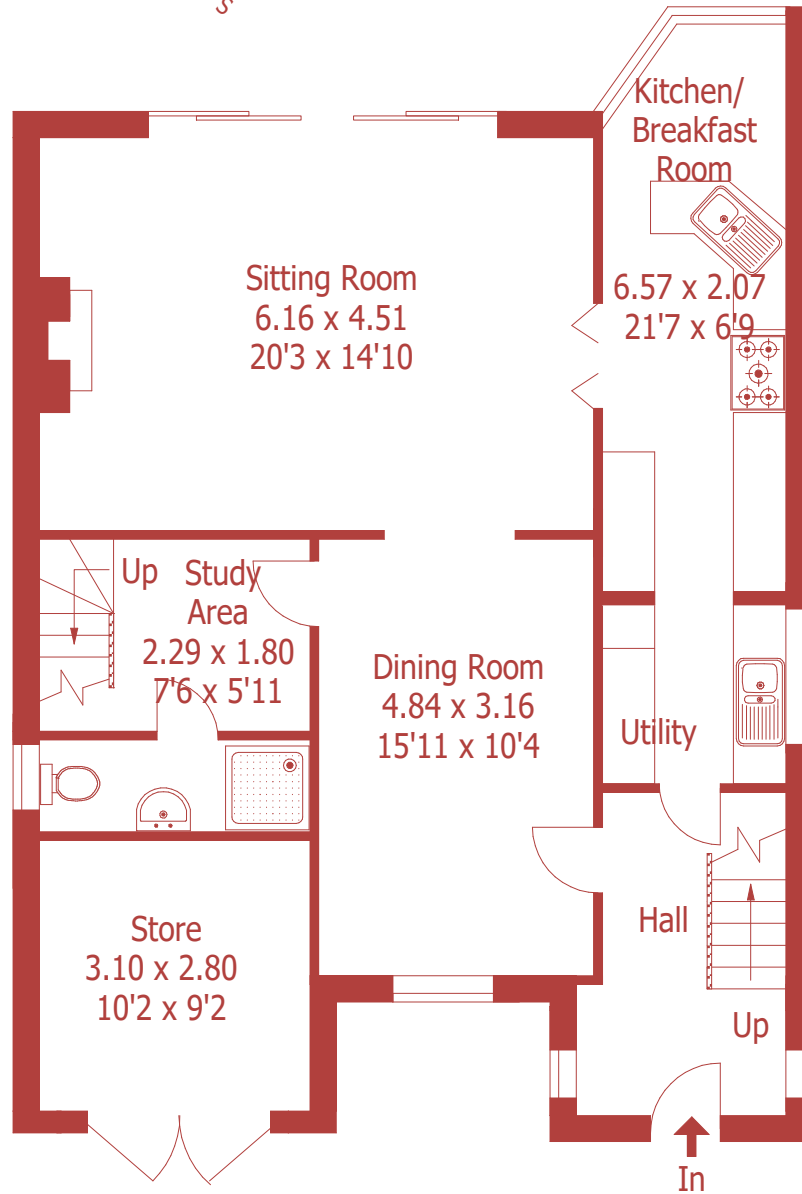 S
Kitchen/
Breakfast
Room
6.57 x 2.07
21'7 x 6'9
Sitting Room
6.16 x 4.51
20'3 x 14'10
Up
Study
Area
2.29 x 1.80
7'6 x 5'11
Dining Room
4.84 x 3.16
15'11 x 10'4
Utility
Store
3.10 x 2.80
10'2 x 9'2
Hall
Up
In